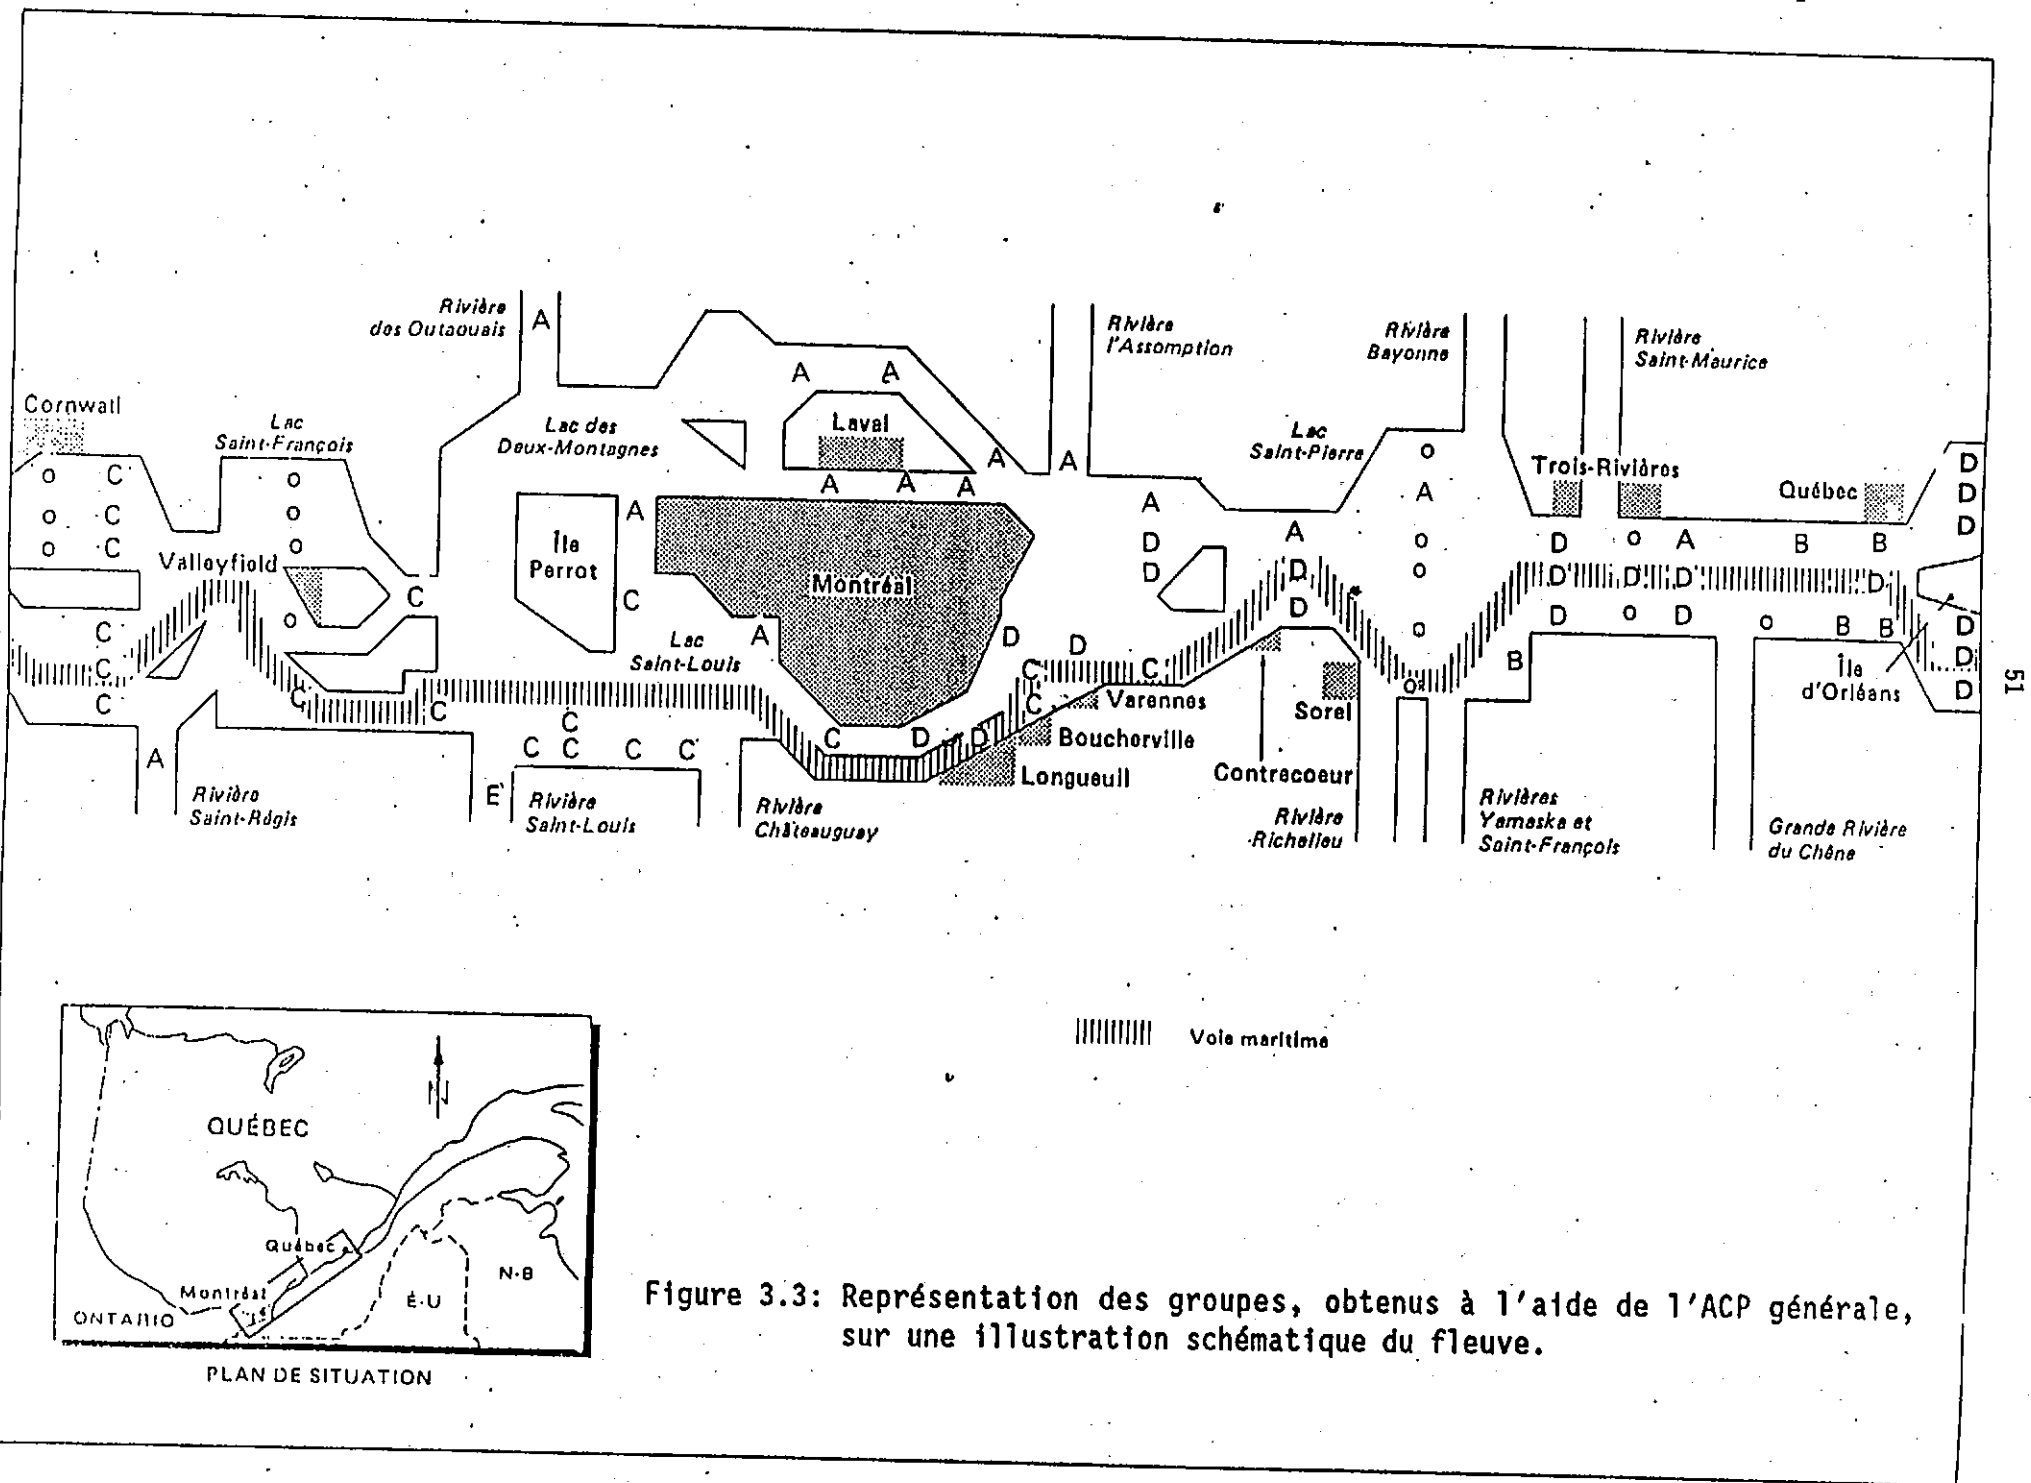 Rivière
des Outaouais
A
Rivière
l'Assomption
Rivière
Bayonne
Rivière
Saint-Maurice
Cornwall
Lac
Saint-François
Lac des
Deux-Montagnes
A A
Laval
A A
Lac
Saint-Pierre
o
Trois-Rivières
Québec
D
o C o
A A A
A
A
D
o C o
Île
Perrot
A
A
D
o C o
Valleyfield
Montréal
D
A
o
D o A B B
D
D
o
D D D D
C
C
D
C o
A
D
D
o
D o D o B B
D
C
Lac
Saint-Louis
C
D
C
C
B
Île
d'Orléans
D
D
C
C
C
o
C
C C C C
C D D
Varennes
Boucherville
Longueuil
Sorel
Contrecoeur
A
Rivière
Saint-Régis
E
Rivière
Saint-Louis
Rivière
Châteauguay
Rivière
Richelieu
Rivières
Yamaska et
Saint-François
Grande Rivière
du Chêne
51
Voie maritime
N
QUÉBEC
Québec
Montréal
ONTARIO
É-U
N-B
PLAN DE SITUATION
Figure 3.3: Représentation des groupes, obtenus à l'aide de l'ACP générale,
sur une illustration schématique du fleuve.